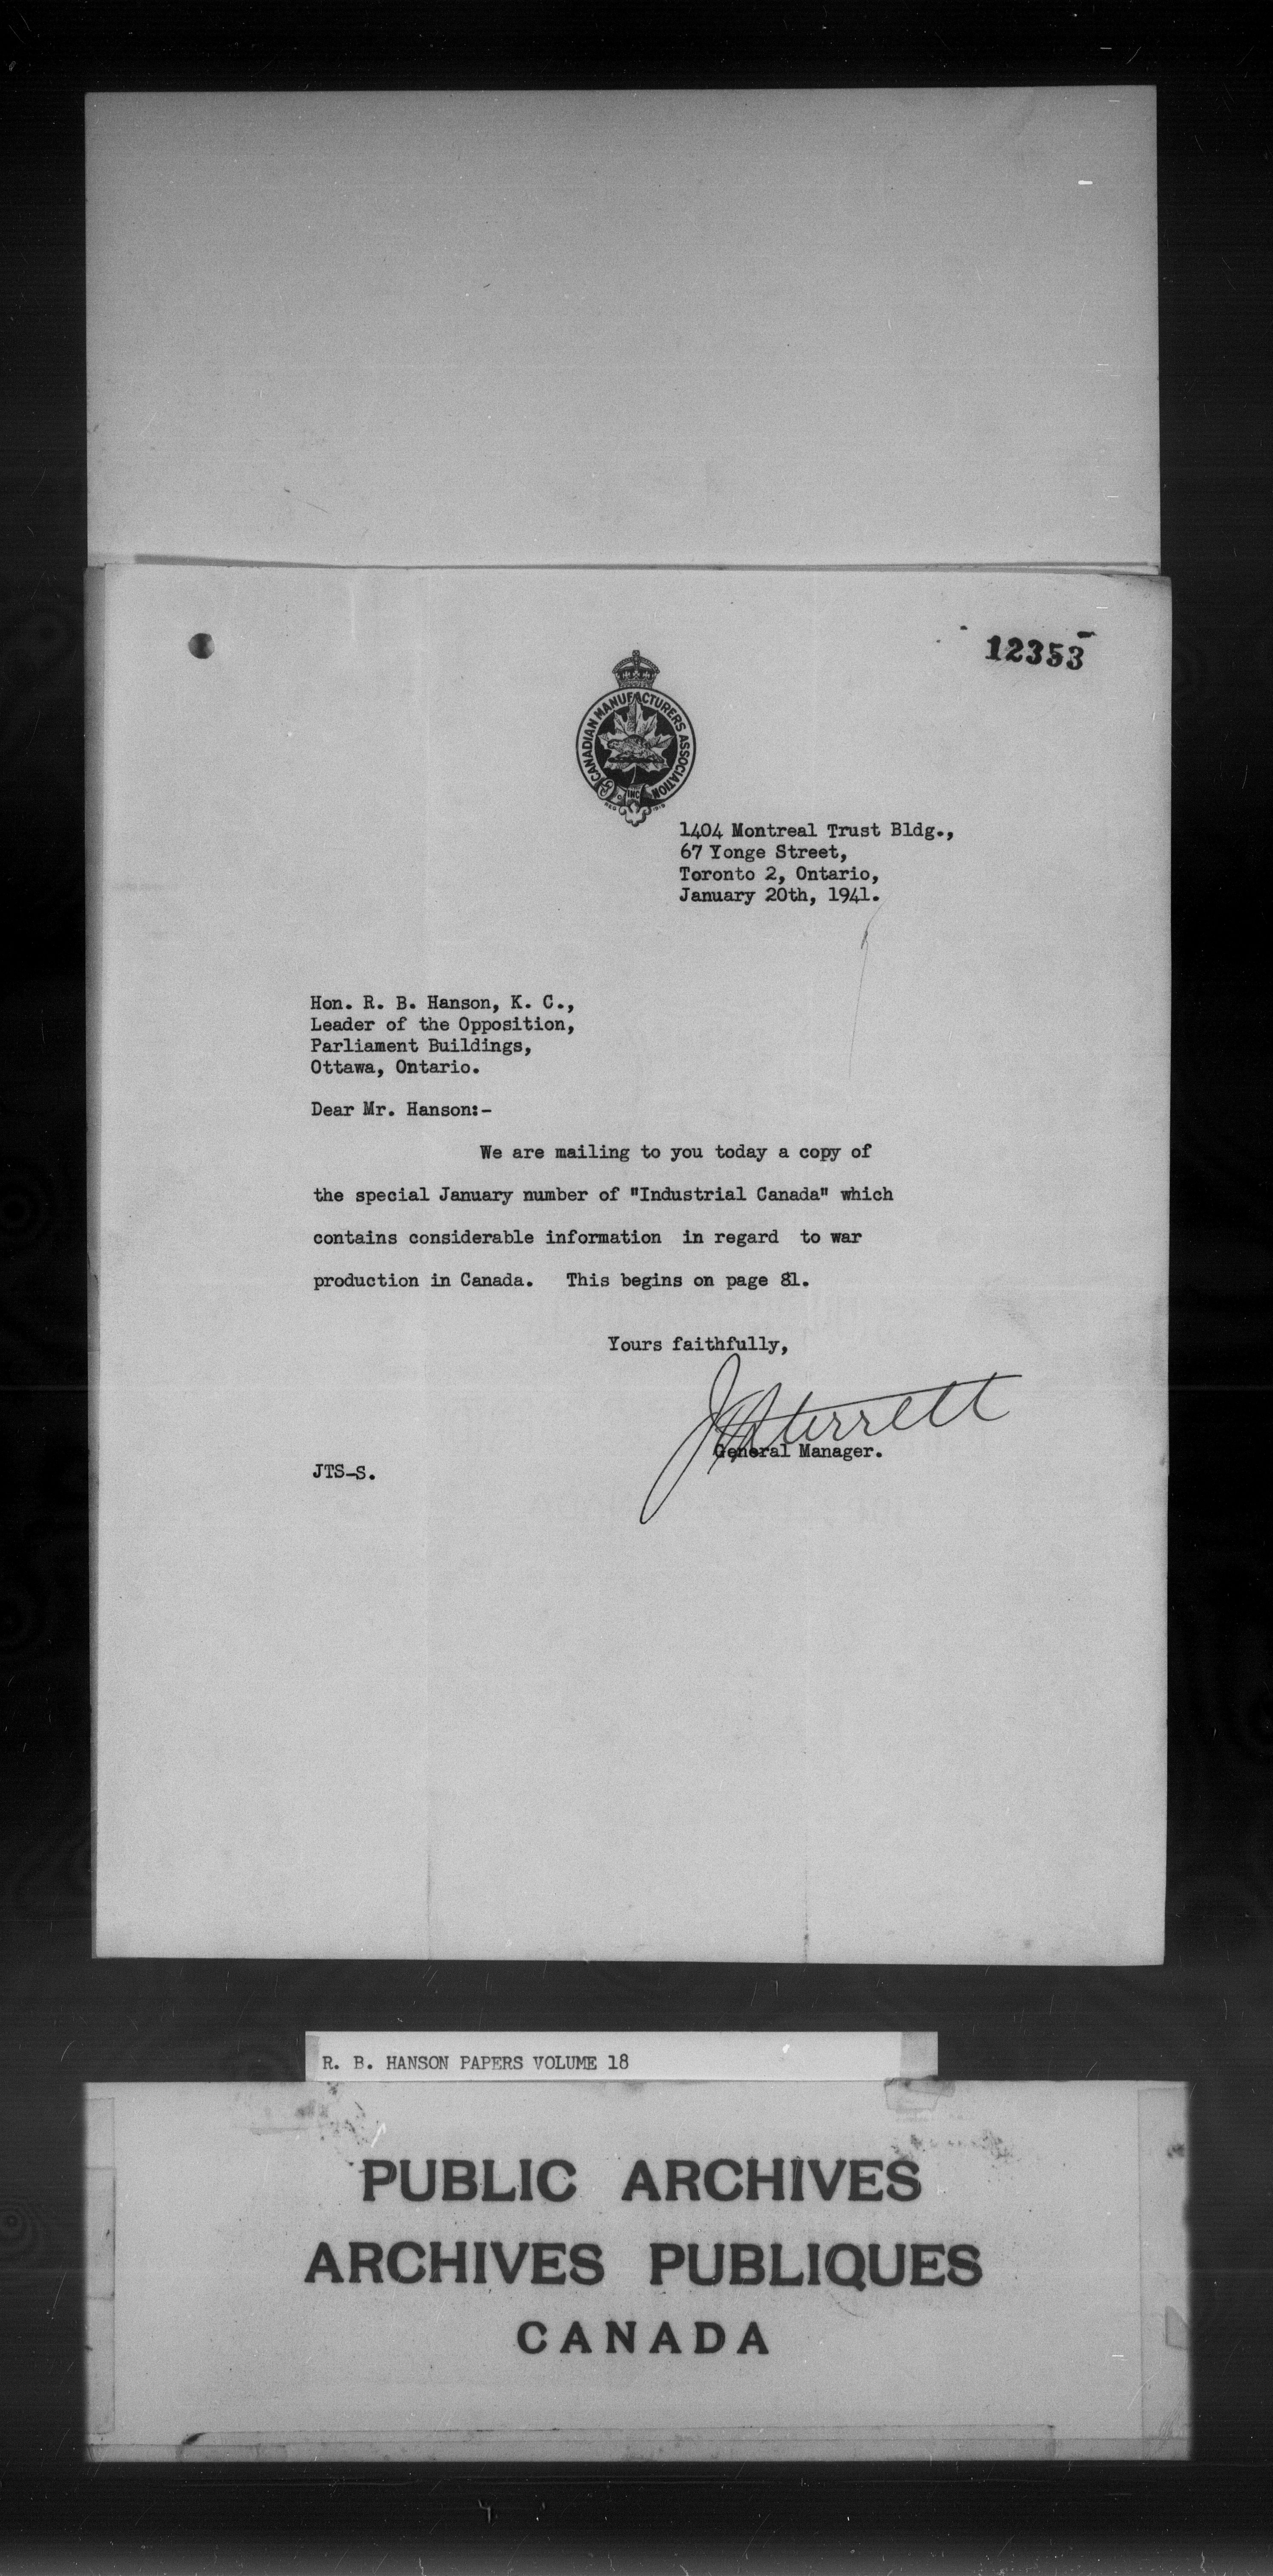 12353
CANADIAN MANUFACTURERS ASSOCIATION
INC
1404 Montreal Trust Bldg.,
67 Yonge Street,
Toronto 2, Ontario,
January 20th, 1941.
Hon. R. B. Hanson, K. C.,
Leader of the Opposition,
Parliament Buildings,
Ottawa, Ontario.
Dear Mr. Hanson:-
We are mailing to you today a copy of
the special January number of "Industrial Canada" which
contains considerable information in regard to war
production in Canada. This begins on page 81.
Yours faithfully,
J T Stirrett
General Manager.
JTS-S.
R. B. HANSON PAPERS VOLUME 18
PUBLIC ARCHIVES
ARCHIVES PUBLIQUES
CANADA